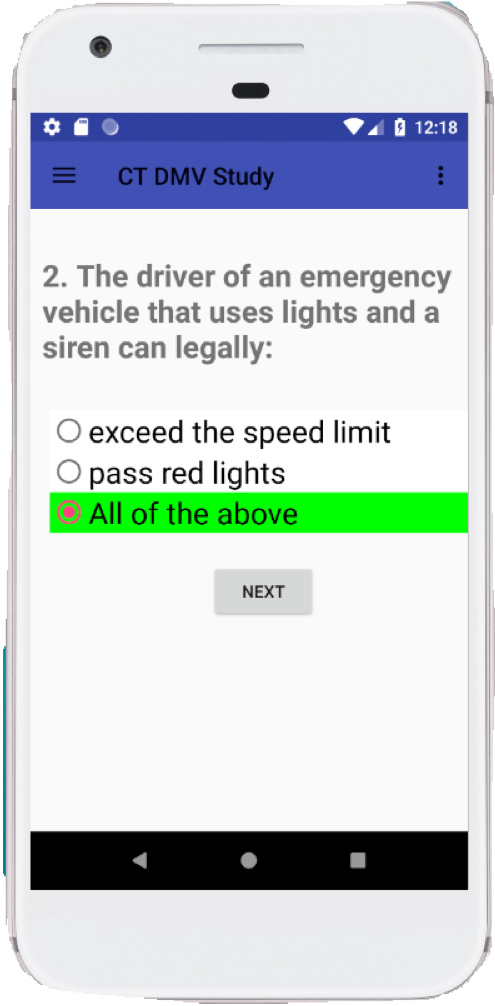 12:18
CT DMV Study
2. The driver of an emergency
vehicle that uses lights and a
siren can legally:
exceed the speed limit
pass red lights
All of the above
NEXT